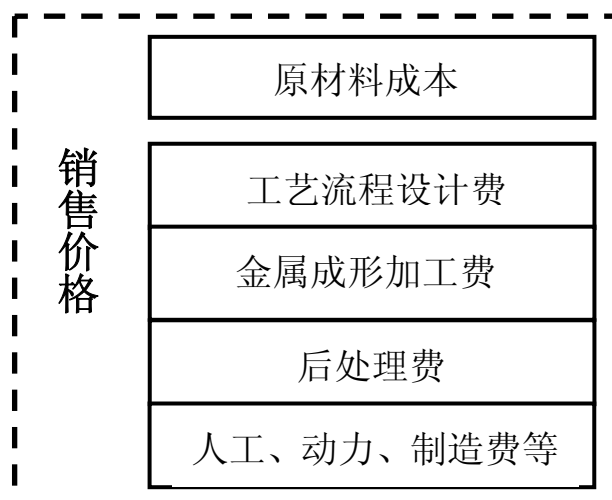 销售价格
原材料成本
工艺流程设计费
金属成形加工费
后处理费
人工、动力、制造费等